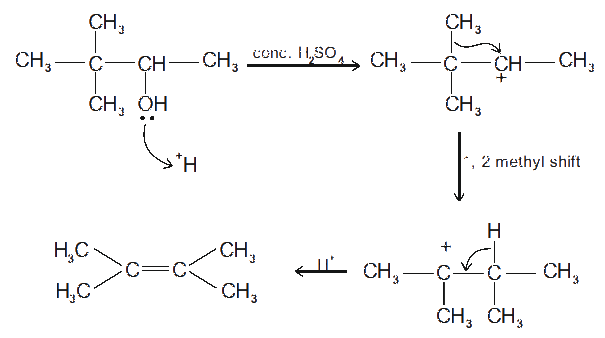 CH₃ CH₃
CH₃ C CH CH₃ conc. H₂SO₄ CH₃ C CH CH₃
+
CH₃ OH CH₃
+H
, 2 methyl shift
H
H₃C CH₃ +
C C H⁺ CH₃ C C CH₃
H₃C CH₃
CH₃ CH₃